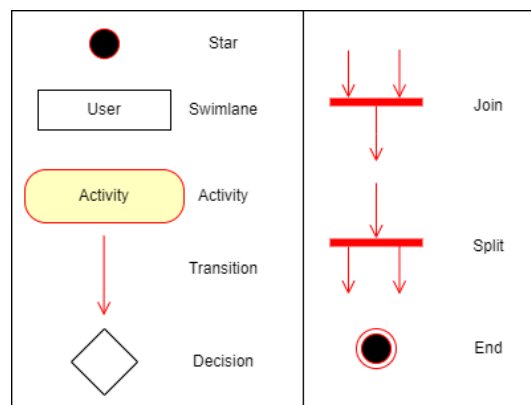 Star
User Swimlane
Activity Activity
Transition
Decision
Join
Split
End